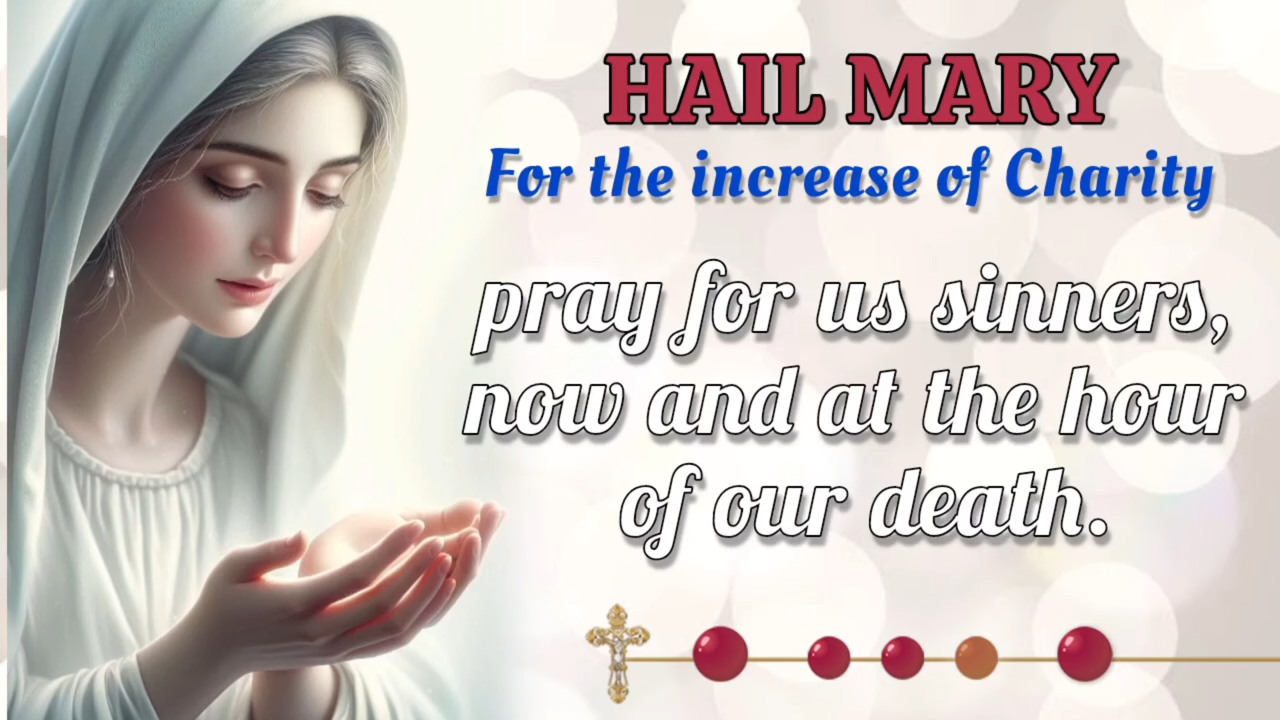 HAIL MARY
For the increase of Charity
pray for us sinners,
now and at the hour
of our death.